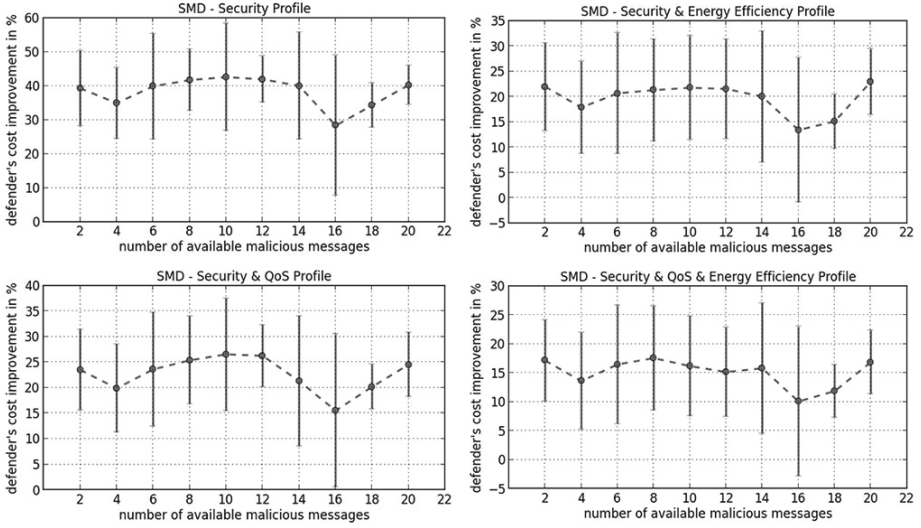 SMD - Security Profile
defender's cost improvement in %
60
50
40
30
20
10
0
2 4 6 8 10 12 14 16 18 20 22
number of available malicious messages
SMD - Security & Energy Efficiency Profile
defender's cost improvement in %
35
30
25
20
15
10
5
0
−5
2 4 6 8 10 12 14 16 18 20 22
number of available malicious messages
SMD - Security & QoS Profile
defender's cost improvement in %
40
35
30
25
20
15
10
5
0
2 4 6 8 10 12 14 16 18 20 22
number of available malicious messages
SMD - Security & QoS & Energy Efficiency Profile
defender's cost improvement in %
30
25
20
15
10
5
0
−5
2 4 6 8 10 12 14 16 18 20 22
number of available malicious messages